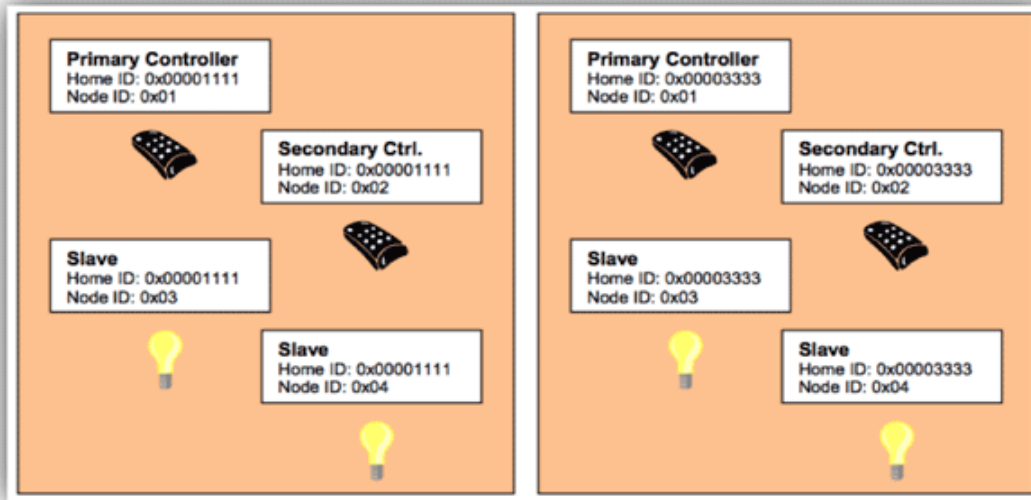 Primary Controller
Home ID: 0x00001111
Node ID: 0x01
Secondary Ctrl.
Home ID: 0x00001111
Node ID: 0x02
Slave
Home ID: 0x00001111
Node ID: 0x03
Slave
Home ID: 0x00001111
Node ID: 0x04
Primary Controller
Home ID: 0x00003333
Node ID: 0x01
Secondary Ctrl.
Home ID: 0x00003333
Node ID: 0x02
Slave
Home ID: 0x00003333
Node ID: 0x03
Slave
Home ID: 0x00003333
Node ID: 0x04